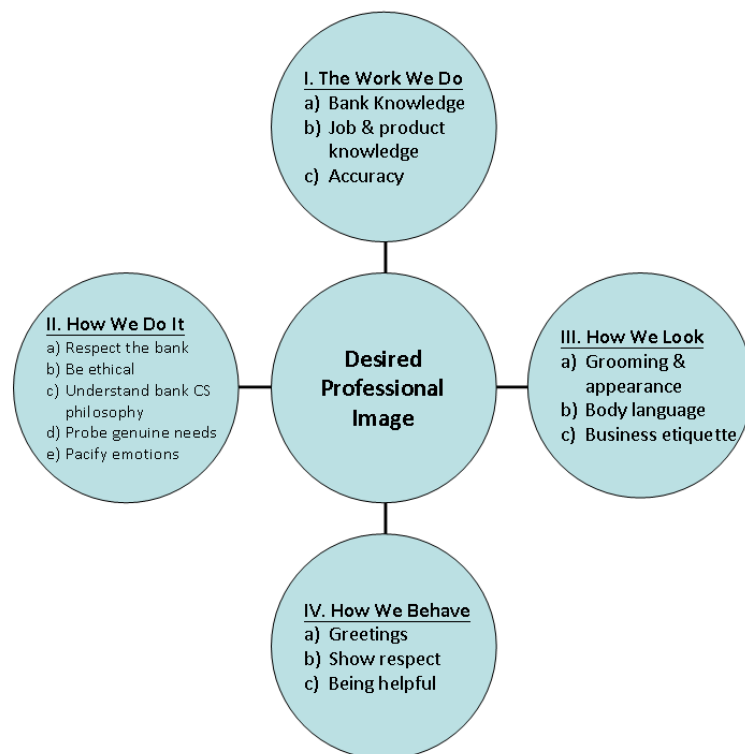 I. The Work We Do
a) Bank Knowledge
b) Job & product
knowledge
c) Accuracy
II. How We Do It
a) Respect the bank
b) Be ethical
c) Understand bank CS
philosophy
d) Probe genuine needs
e) Pacify emotions
Desired
Professional
Image
III. How We Look
a) Grooming &
appearance
b) Body language
c) Business etiquette
IV. How We Behave
a) Greetings
b) Show respect
c) Being helpful